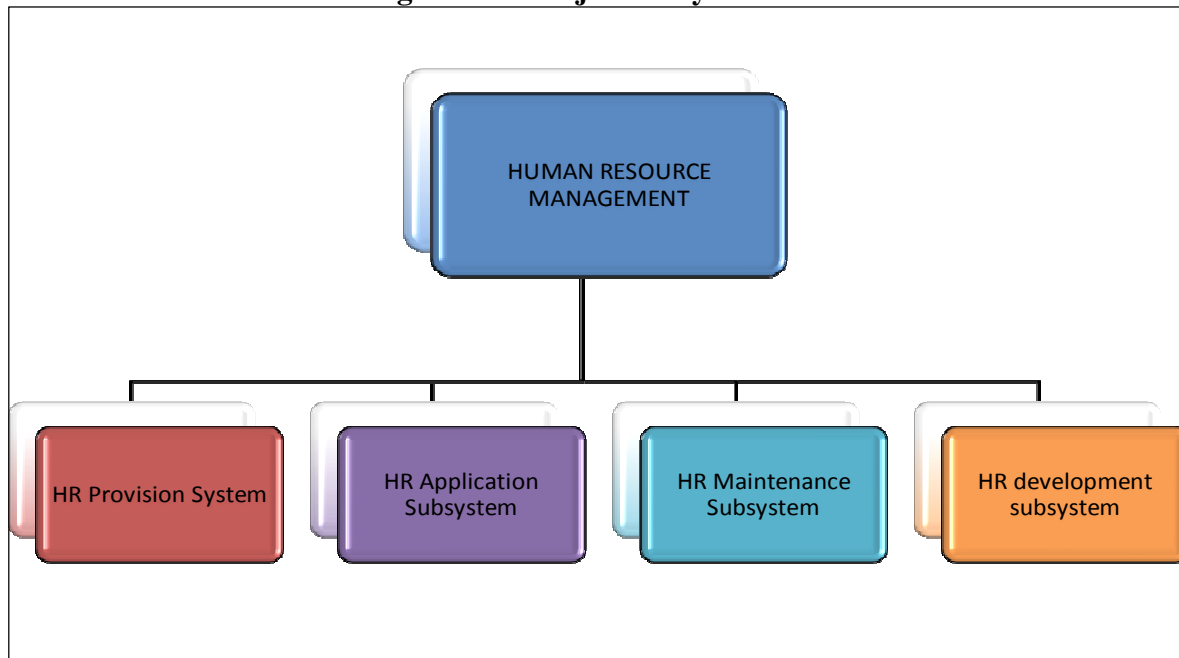 HUMAN RESOURCE
MANAGEMENT
HR Provision System
HR Application
Subsystem
HR Maintenance
Subsystem
HR development
subsystem